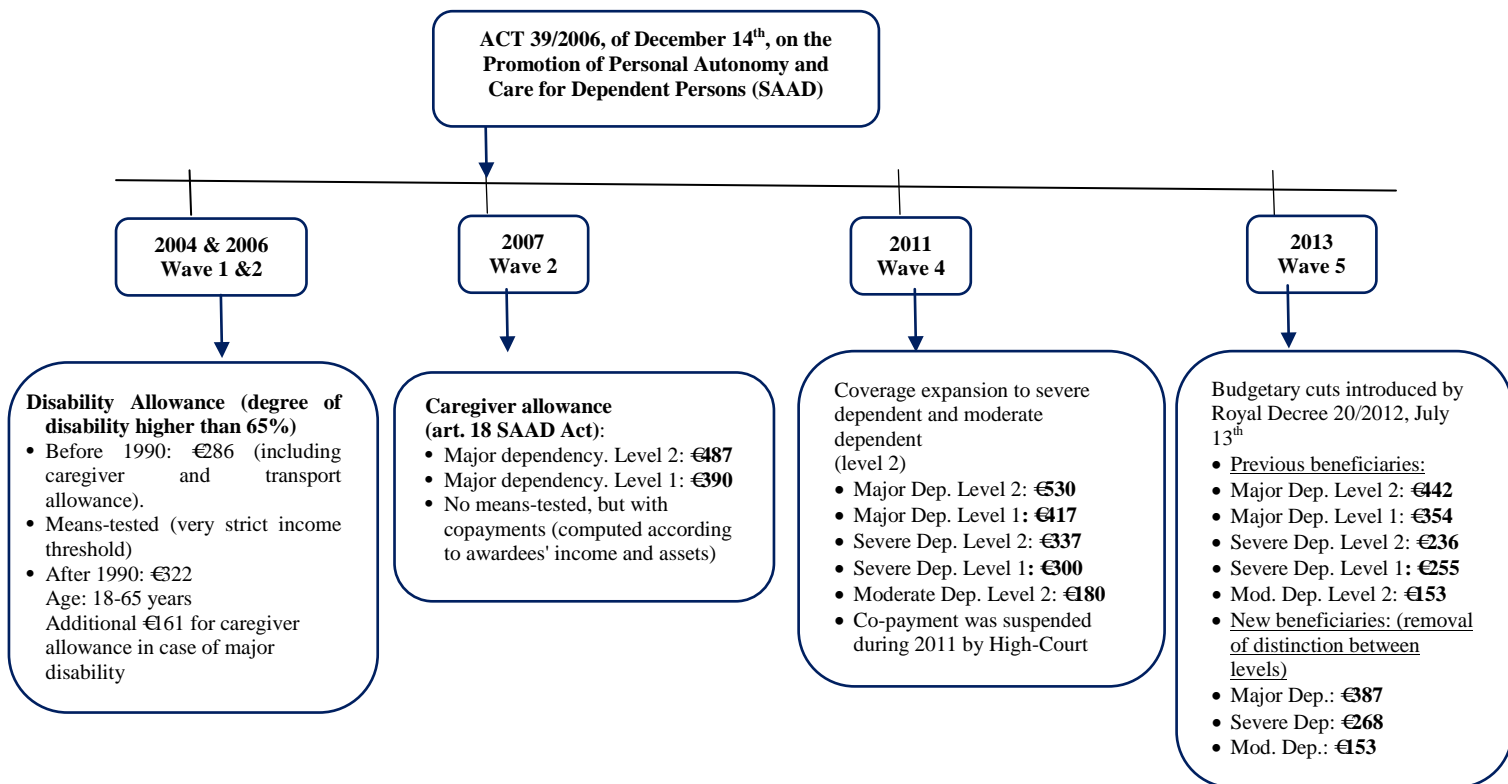 ACT 39/2006, of December 14th, on the
Promotion of Personal Autonomy and
Care for Dependent Persons (SAAD)
2004 & 2006
Wave 1 &2
2007
Wave 2
2011
Wave 4
2013
Wave 5
Disability Allowance (degree of
disability higher than 65%)
• Before 1990: €286 (including
caregiver and transport
allowance).
• Means-tested (very strict income
threshold)
• After 1990: €322
Age: 18-65 years
Additional €161 for caregiver
allowance in case of major
disability
Caregiver allowance
(art. 18 SAAD Act):
• Major dependency. Level 2: €487
• Major dependency. Level 1: €390
• No means-tested, but with
copayments (computed according
to awardees' income and assets)
Coverage expansion to severe
dependent and moderate
dependent
(level 2)
• Major Dep. Level 2: €530
• Major Dep. Level 1: €417
• Severe Dep. Level 2: €337
• Severe Dep. Level 1: €300
• Moderate Dep. Level 2: €180
• Co-payment was suspended
during 2011 by High-Court
Budgetary cuts introduced by
Royal Decree 20/2012, July
13th
• Previous beneficiaries:
Major Dep. Level 2: €442
Major Dep. Level 1: €354
Severe Dep. Level 2: €236
Severe Dep. Level 1: €255
Mod. Dep. Level 2: €153
• New beneficiaries: (removal
of distinction between
levels)
• Major Dep.: €387
• Severe Dep: €268
• Mod. Dep.: €153